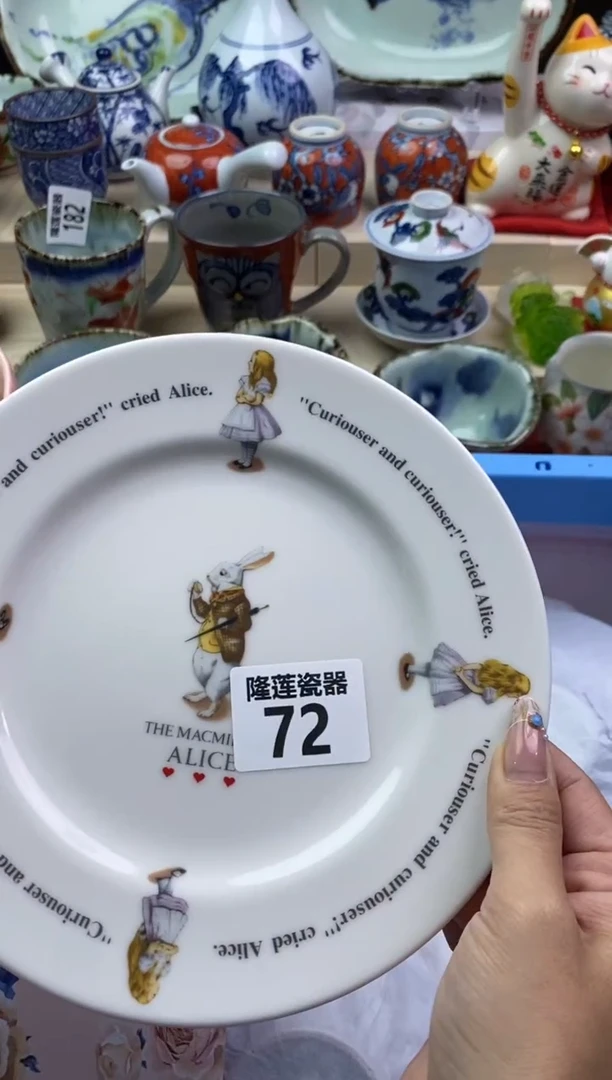 182
and curiouser!" cried Alice.
"Curiouser and curiouser!" cried Alice.
"Curiouser and curiouser!" cried Alice.
"Curiouser and
THE
ALICE
隆莲瓷器
72